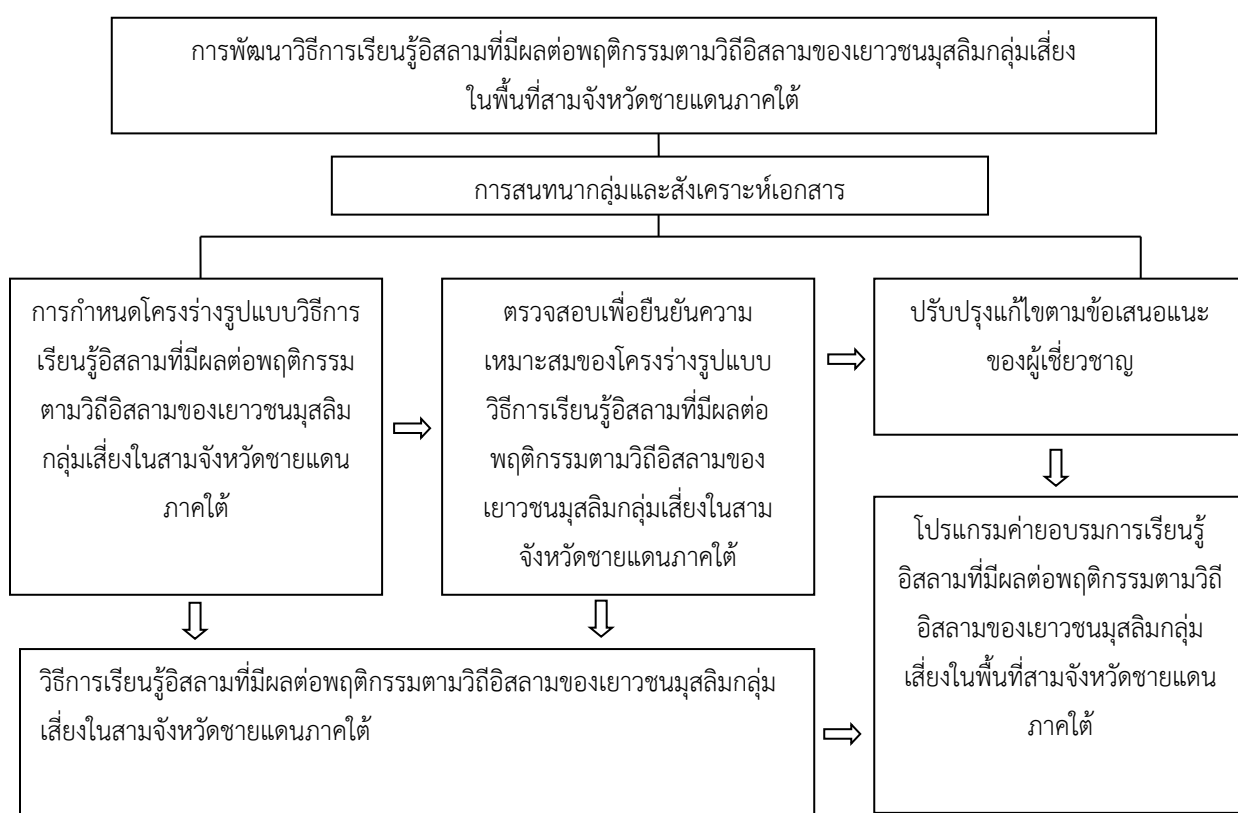 การพัฒนาวิธีการเรียนรู้อิสลามที่มีผลต่อพฤติกรรมตามวิถีอิสลามของเยาวชนมุสลิมกลุ่มเสี่ยง
ในพื้นที่สามจังหวัดชายแดนภาคใต้
การสนทนากลุ่มและสังเคราะห์เอกสาร
การกำหนดโครงร่างรูปแบบวิธีการ
เรียนรู้อิสลามที่มีผลต่อพฤติกรรม
ตามวิถีอิสลามของเยาวชนมุสลิม
กลุ่มเสี่ยงในสามจังหวัดชายแดน
ภาคใต้
ตรวจสอบเพื่อยืนยันความ
เหมาะสมของโครงร่างรูปแบบ
วิธีการเรียนรู้อิสลามที่มีผลต่อ
พฤติกรรมตามวิถีอิสลามของ
เยาวชนมุสลิมกลุ่มเสี่ยงในสาม
จังหวัดชายแดนภาคใต้
ปรับปรุงแก้ไขตามข้อเสนอแนะ
ของผู้เชี่ยวชาญ
โปรแกรมค่ายอบรมการเรียนรู้
อิสลามที่มีผลต่อพฤติกรรมตามวิถี
อิสลามของเยาวชนมุสลิมกลุ่ม
เสี่ยงในพื้นที่สามจังหวัดชายแดน
ภาคใต้
วิธีการเรียนรู้อิสลามที่มีผลต่อพฤติกรรมตามวิถีอิสลามของเยาวชนมุสลิมกลุ่ม
เสี่ยงในสามจังหวัดชายแดนภาคใต้